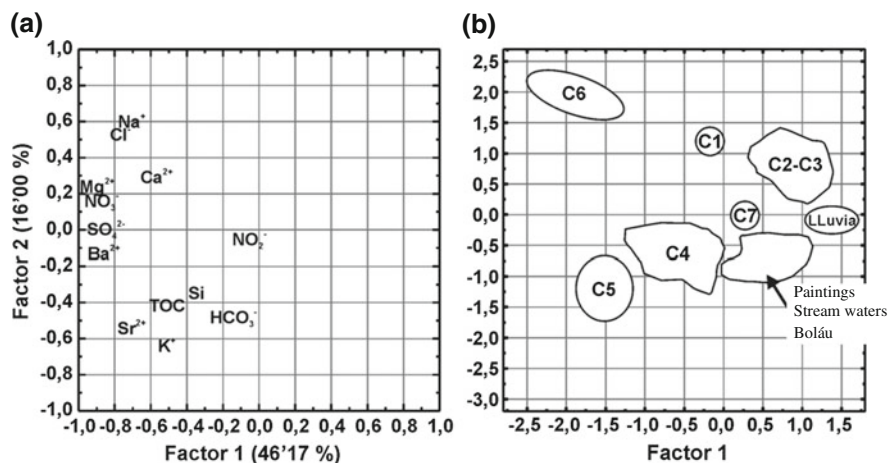 (a)
1,0
0,8
0,6
0,4
0,2
0,0
-0,2
-0,4
-0,6
-0,8
-1,0
Factor 2 (16'00 %)
Na⁺
Cl⁻
Ca²⁺
Mg²⁺
NO₃⁻
SO₄²⁻
Ba²⁺
NO₂⁻
Si
TOC
HCO₃⁻
Sr²⁺
K⁺
-1,0 -0,8 -0,6 -0,4 -0,2 0,0 0,2 0,4 0,6 0,8 1,0
Factor 1 (46'17 %)
(b)
2,5
2,0
1,5
1,0
0,5
0,0
-0,5
-1,0
-1,5
-2,0
-2,5
-3,0
C6
C1
C2-C3
C7
LLuvia
C4
C5
Paintings
Stream waters
Boláu
-2,5 -2,0 -1,5 -1,0 -0,5 0,0 0,5 1,0 1,5
Factor 1